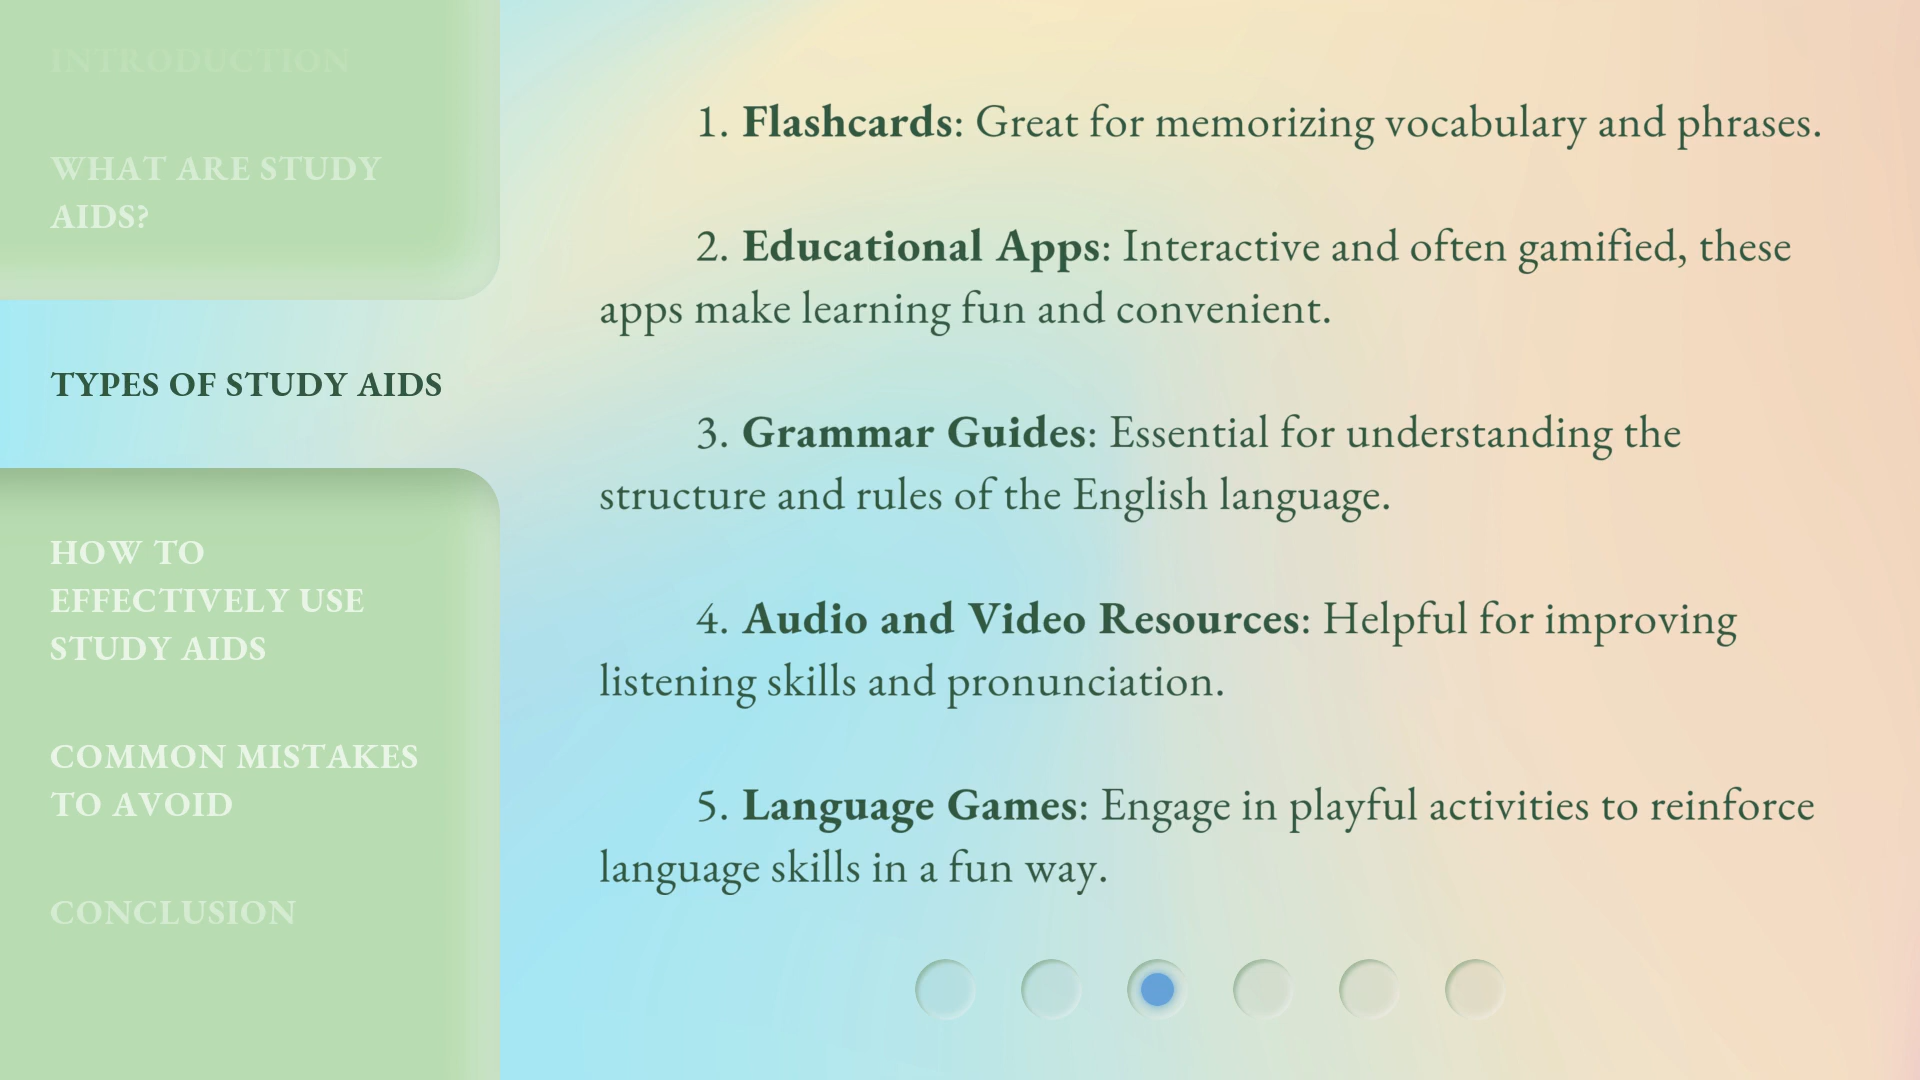 INTRODUCTION
WHAT ARE STUDY
AIDS?
TYPES OF STUDY AIDS
HOW TO
EFFECTIVELY USE
STUDY AIDS
COMMON MISTAKES
TO AVOID
CONCLUSION
1. Flashcards: Great for memorizing vocabulary and phrases.
2. Educational Apps: Interactive and often gamified, these
apps make learning fun and convenient.
3. Grammar Guides: Essential for understanding the
structure and rules of the English language.
4. Audio and Video Resources: Helpful for improving
listening skills and pronunciation.
5. Language Games: Engage in playful activities to reinforce
language skills in a fun way.